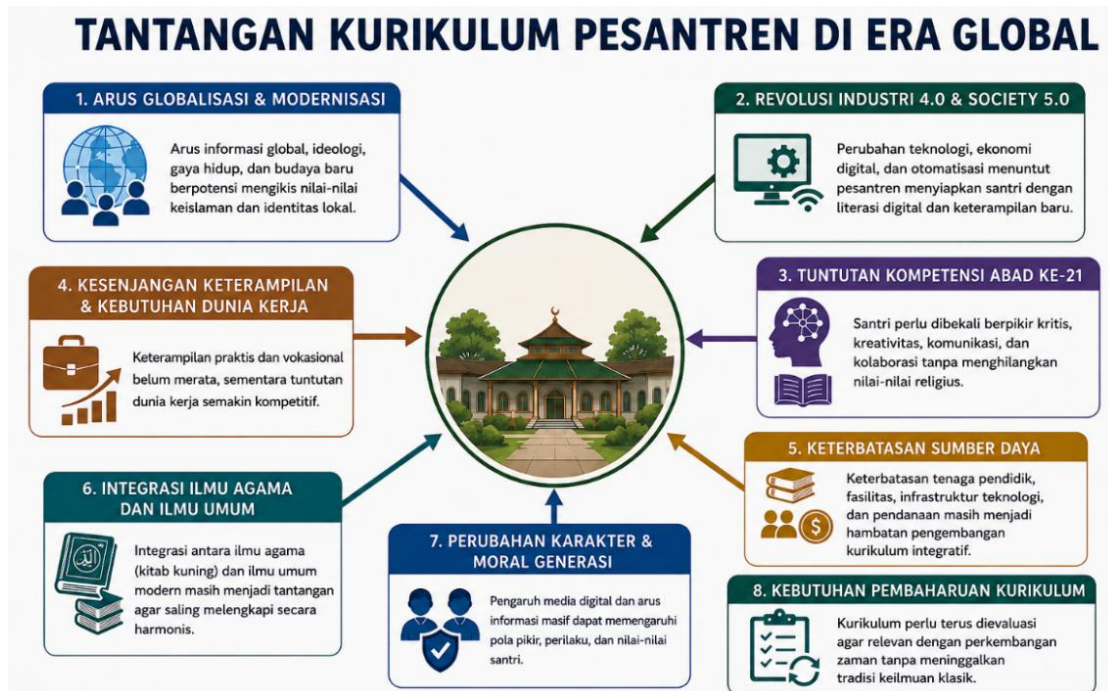 TANTANGAN KURIKULUM PESANTREN DI ERA GLOBAL
1. ARUS GLOBALISASI & MODERNISASI
Arus informasi global, ideologi,
gaya hidup, dan budaya baru
berpotensi mengikis nilai-nilai
keislaman dan identitas lokal.
2. REVOLUSI INDUSTRI 4.0 & SOCIETY 5.0
Perubahan teknologi, ekonomi
digital, dan otomatisasi menuntut
pesantren menyiapkan santri dengan
literasi digital dan keterampilan baru.
3. TUNTUTAN KOMPETENSI ABAD KE-21
Santri perlu dibekali berpikir kritis,
kreativitas, komunikasi, dan
kolaborasi tanpa menghilangkan
nilai-nilai religius.
4. KESENJANGAN KETERAMPILAN
& KEBUTUHAN DUNIA KERJA
Keterampilan praktis dan vokasional
belum merata, sementara tuntutan
dunia kerja semakin kompetitif.
5. KETERBATASAN SUMBER DAYA
Keterbatasan tenaga pendidik,
fasilitas, infrastruktur teknologi,
dan pendanaan masih menjadi
hambatan pengembangan
kurikulum integratif.
$
6. INTEGRASI ILMU AGAMA
DAN ILMU UMUM
Integrasi antara ilmu agama
(kitab kuning) dan ilmu umum
modern masih menjadi tantangan
agar saling melengkapi secara
harmonis.
7. PERUBAHAN KARAKTER &
MORAL GENERASI
Pengaruh media digital dan arus
informasi masif dapat memengaruhi
pola pikir, perilaku, dan nilai-nilai
santri.
8. KEBUTUHAN PEMBAHARUAN KURIKULUM
Kurikulum perlu terus dievaluasi
agar relevan dengan perkembangan
zaman tanpa meninggalkan
tradisi keilmuan klasik.